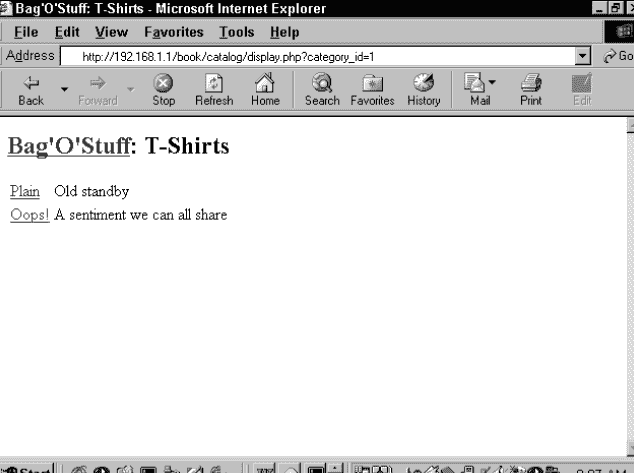 Bag'O'Stuff: T-Shirts - Microsoft Internet Explorer
File Edit View Favorites Tools Help
Address http://192.168.1.1/book/catalog/display.php?category_id=1 Go
Back Forward Stop Refresh Home Search Favorites History Mail Print Edit
Bag'O'Stuff: T-Shirts
Plain Old standby
Oops! A sentiment we can all share
Start